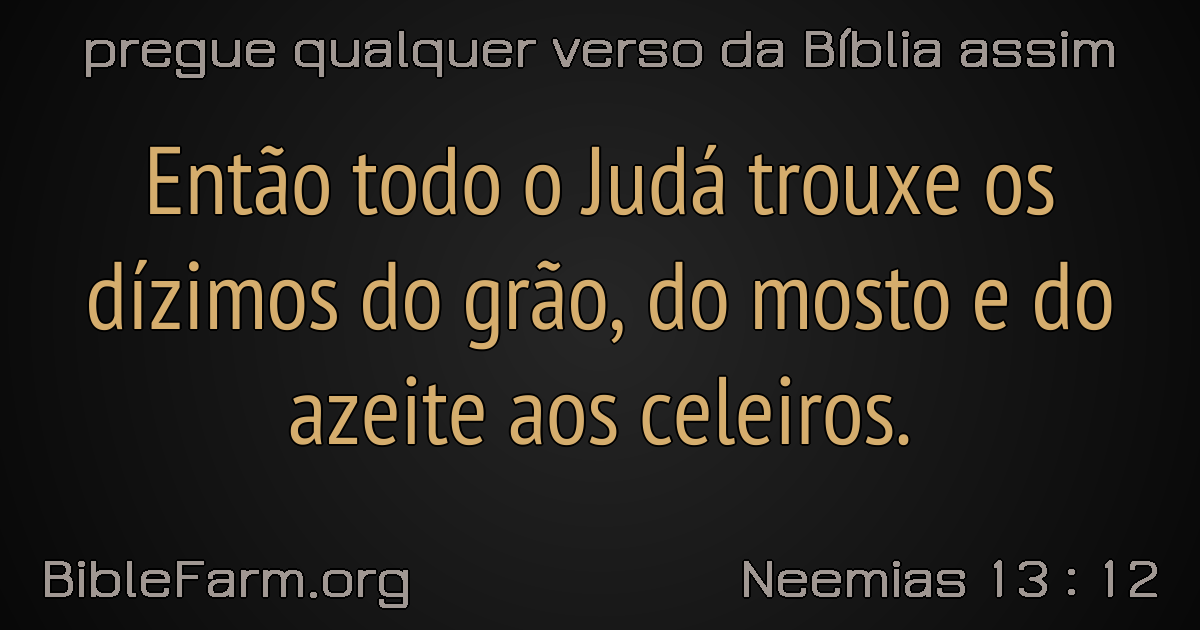 pregue qualquer verso da Bíblia assim
Então todo o Judá trouxe os
dízimos do grão, do mosto e do
azeite aos celeiros.
BibleFarm.org
Neemias 13 : 12